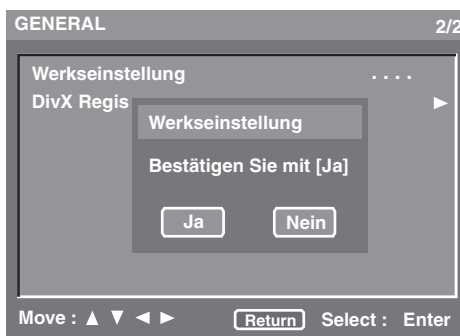 GENERAL 2/2
Werkseinstellung . . . .
DivX Regis ►
Werkseinstellung
Bestätigen Sie mit [Ja]
Ja Nein
Move : ▲ ▼ ◄ ► Return Select : Enter